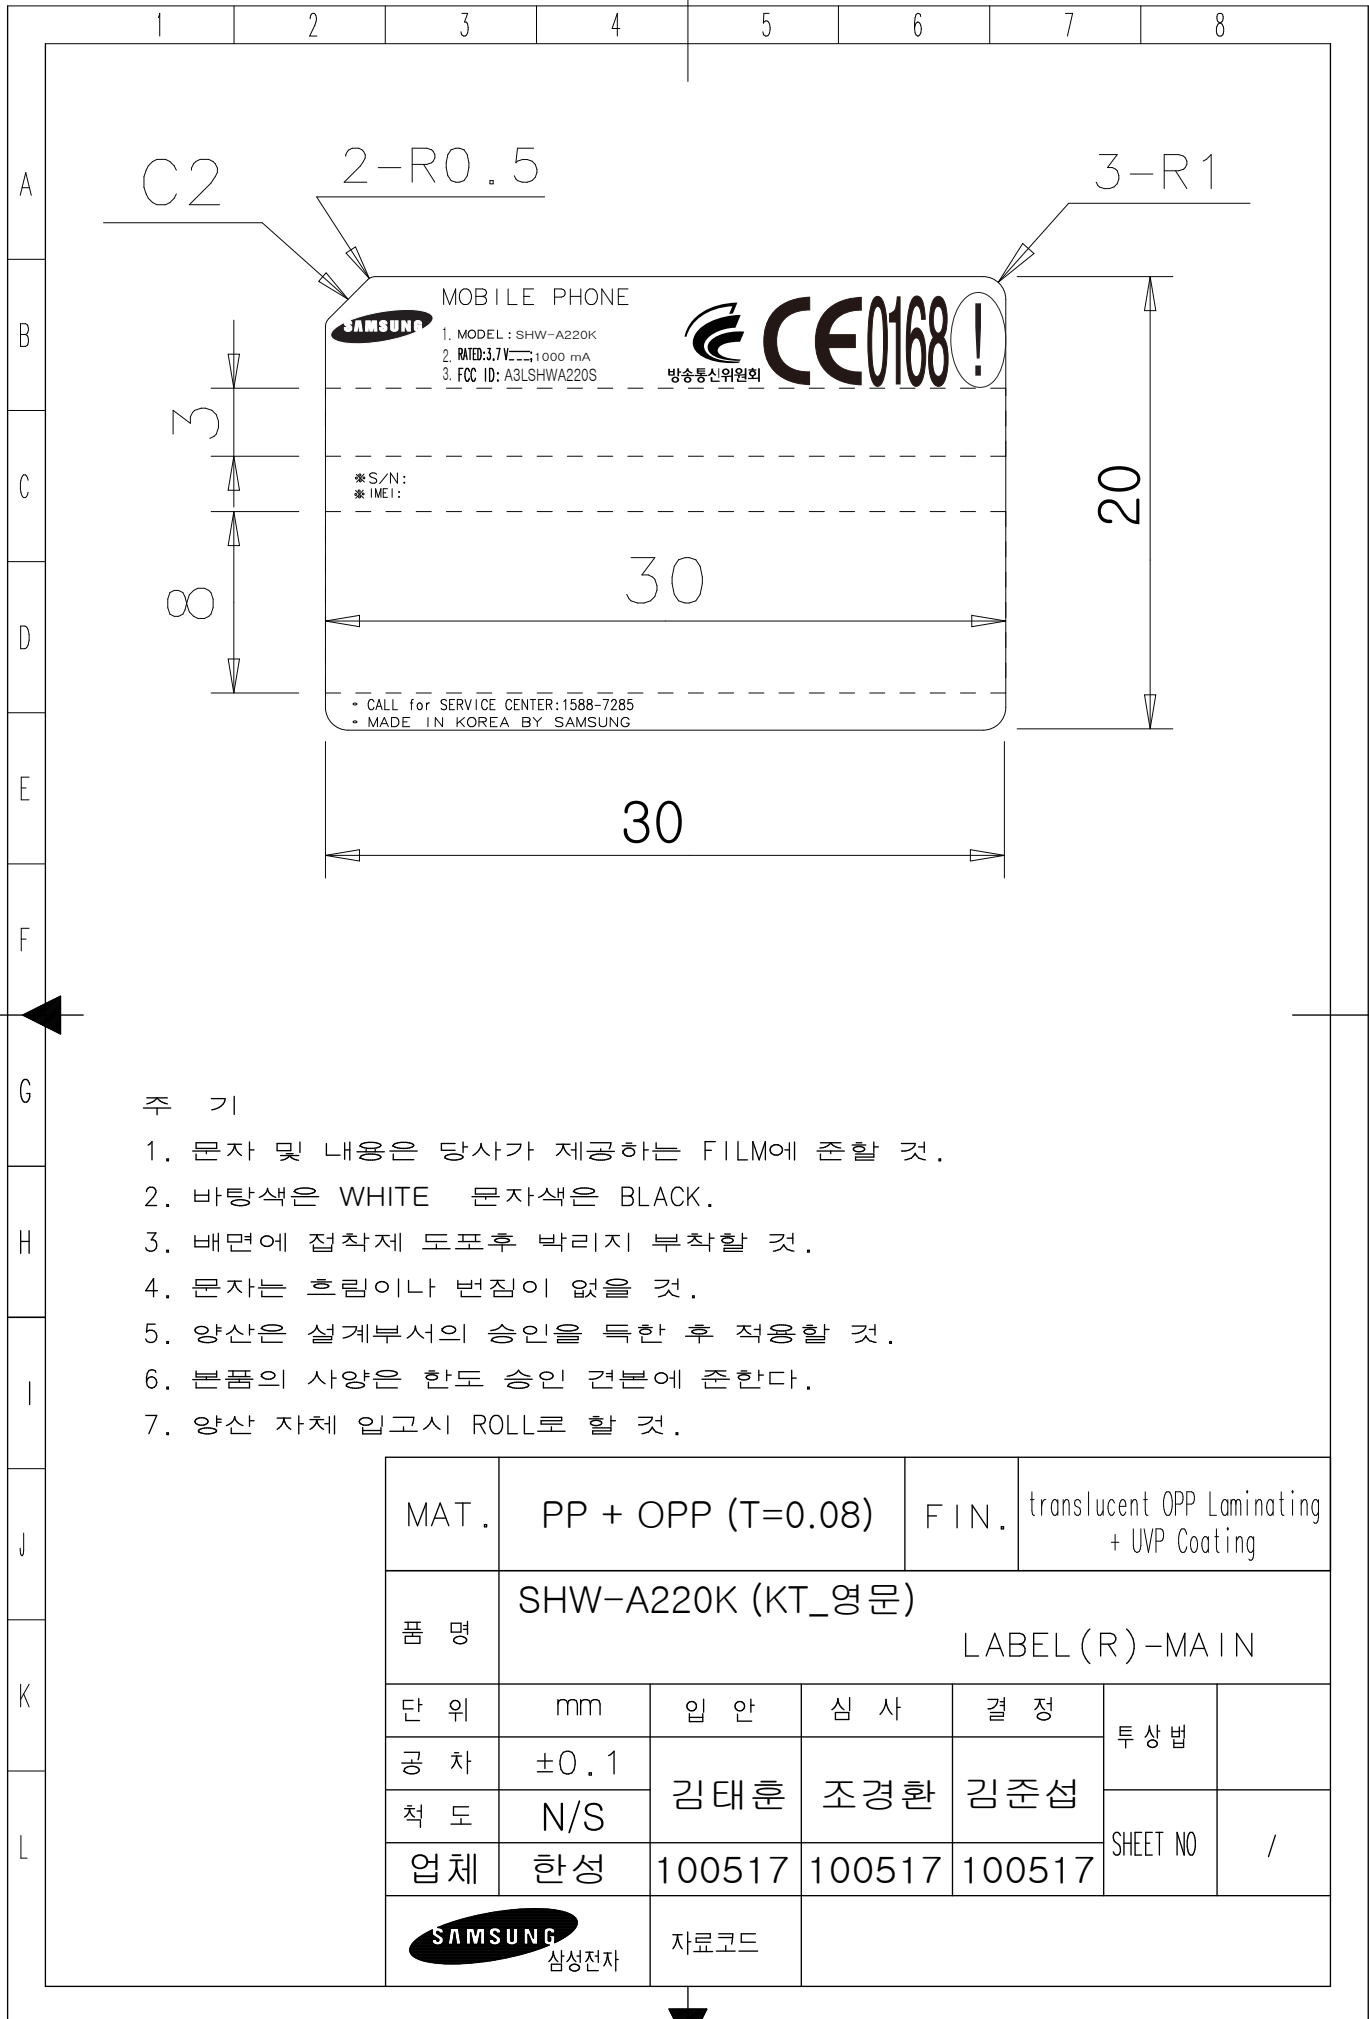 1 2 3 4 5 6 7 8
A
B
C
D
E
F
G
H
I
J
K
L
C2
2-R0.5
3-R1
MOBILE PHONE
SAMSUNG
1. MODEL : SHW-A220K
2. RATED:3.7 V⎓;1000 mA
3. FCC ID: A3LSHWA220S
방송통신위원회
CE0168!
3
※S/N:
※IMEI:
8
30
20
• CALL for SERVICE CENTER:1588-7285
• MADE IN KOREA BY SAMSUNG
30
주 기
1. 문자 및 내용은 당사가 제공하는 FILM에 준할 것.
2. 바탕색은 WHITE 문자색은 BLACK.
3. 배면에 접착제 도포후 박리지 부착할 것.
4. 문자는 흐림이나 번짐이 없을 것.
5. 양산은 설계부서의 승인을 득한 후 적용할 것.
6. 본품의 사양은 한도 승인 견본에 준한다.
7. 양산 자체 입고시 ROLL로 할 것.
MAT. PP + OPP (T=0.08) FIN. translucent OPP Laminating
+ UVP Coating
품 명 SHW-A220K (KT_영문)
LABEL(R)-MAIN
단 위 mm 입 안 심 사 결 정 투상법
공 차 ±0.1 김태훈 조경환 김준섭
척 도 N/S SHEET NO /
업체 한성 100517 100517 100517
SAMSUNG 삼성전자 자료코드